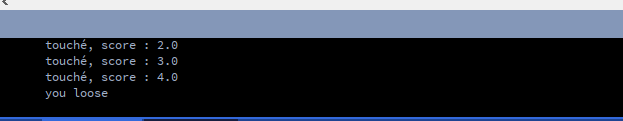 touché, score : 2.0
touché, score : 3.0
touché, score : 4.0
you loose